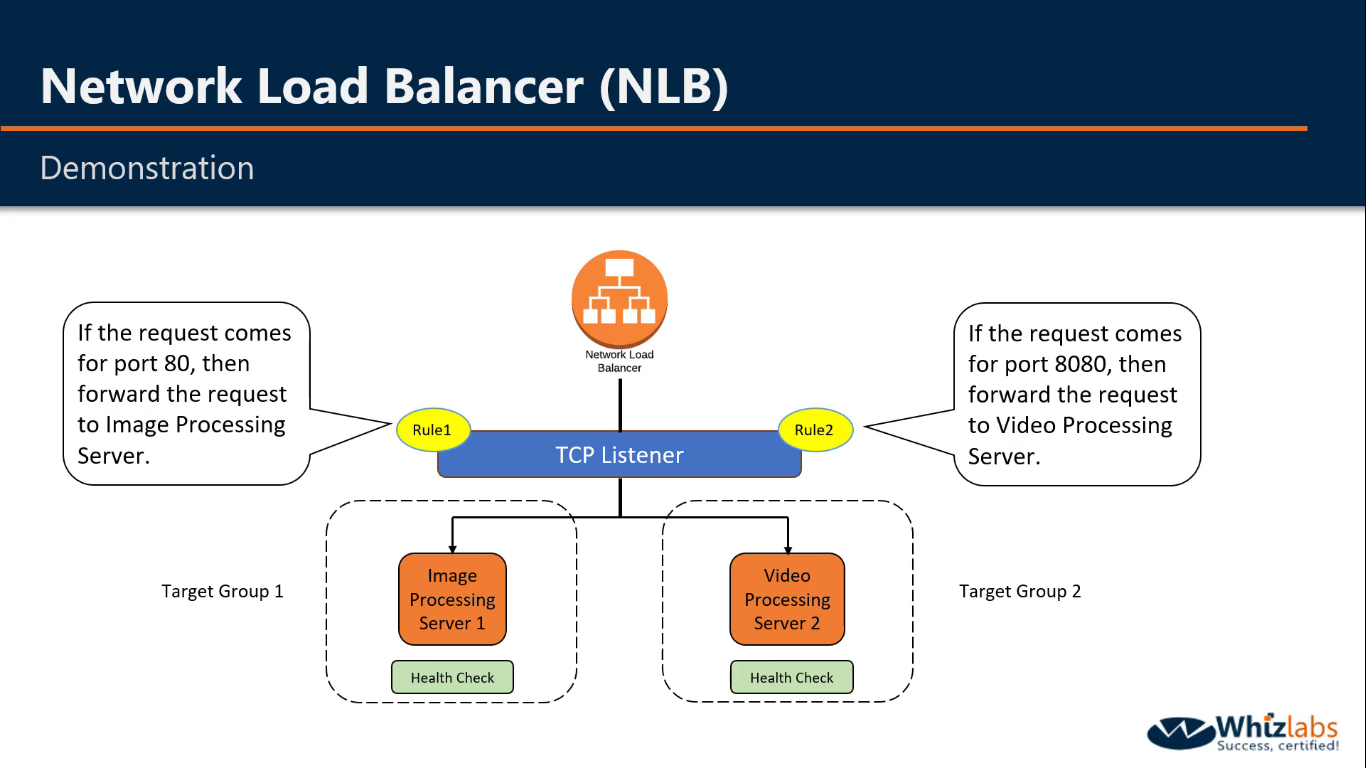 Network Load Balancer (NLB)
Demonstration
Network Load
Balancer
If the request comes
for port 80, then
forward the request
to Image Processing
Server.
If the request comes
for port 8080, then
forward the request
to Video Processing
Server.
Rule1
Rule2
TCP Listener
Target Group 1
Image
Processing
Server 1
Health Check
Video
Processing
Server 2
Health Check
Target Group 2
Whizlabs
Success, certified!